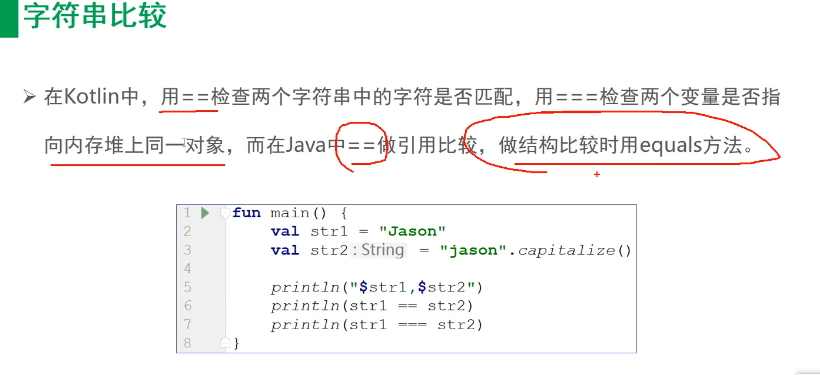 字符串比较
➢ 在Kotlin中，用==检查两个字符串中的字符是否匹配，用===检查两个变量是否指
向内存堆上同一对象，而在Java中==做引用比较，做结构比较时用equals方法。
1 fun main() {
2 val str1 = "Jason"
3 val str2 : String = "jason".capitalize()
4
5 println("$str1,$str2")
6 println(str1 == str2)
7 println(str1 === str2)
8 }